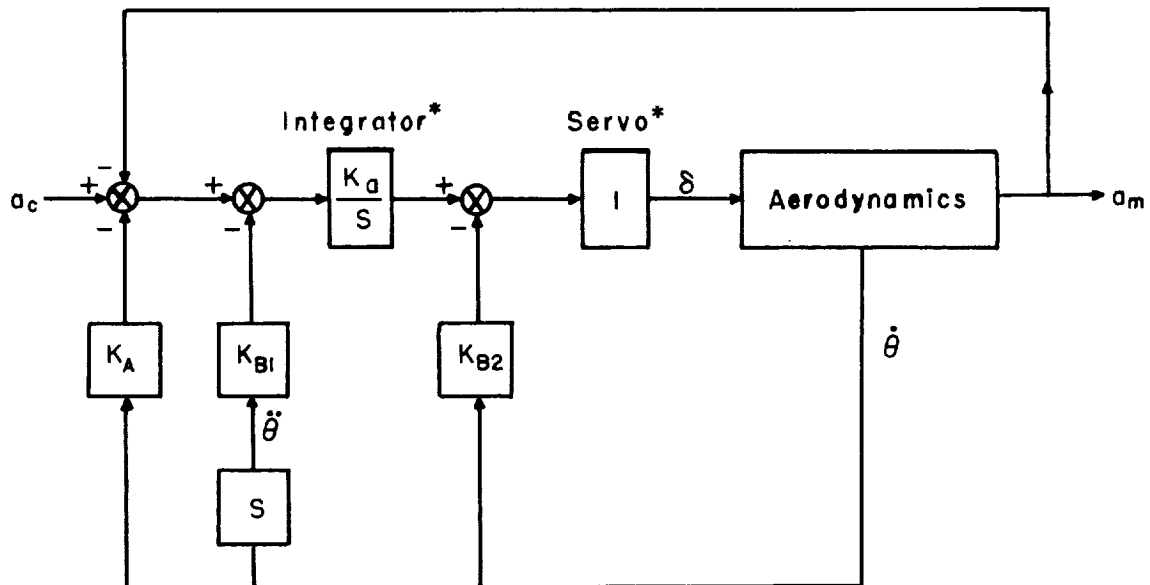 Integrator*
Servo*
a_c
+
−
−
+
−
K_a
S
+
−
1
δ
Aerodynamics
a_m
K_A
K_B1
K_B2
θ̇
θ̈
S